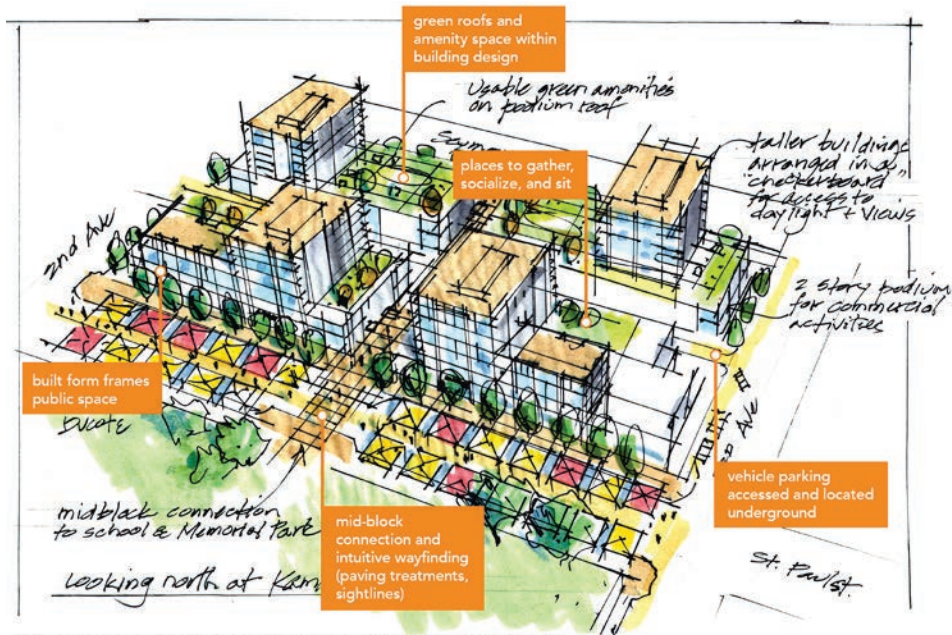 green roofs and
amenity space within
building design
usable green amenities
on podium roof
places to gather,
socialize, and sit
taller buildings
arranged in a
"checkerboard"
for access to
daylight + views
2nd Ave
2 story podium
for commercial
activities
built form frames
public space
Ave
vehicle parking
accessed and located
underground
midblock connection
to school & Memorial Park
mid-block
connection and
intuitive wayfinding
(paving treatments,
sightlines)
Looking north at
St. Paul St.